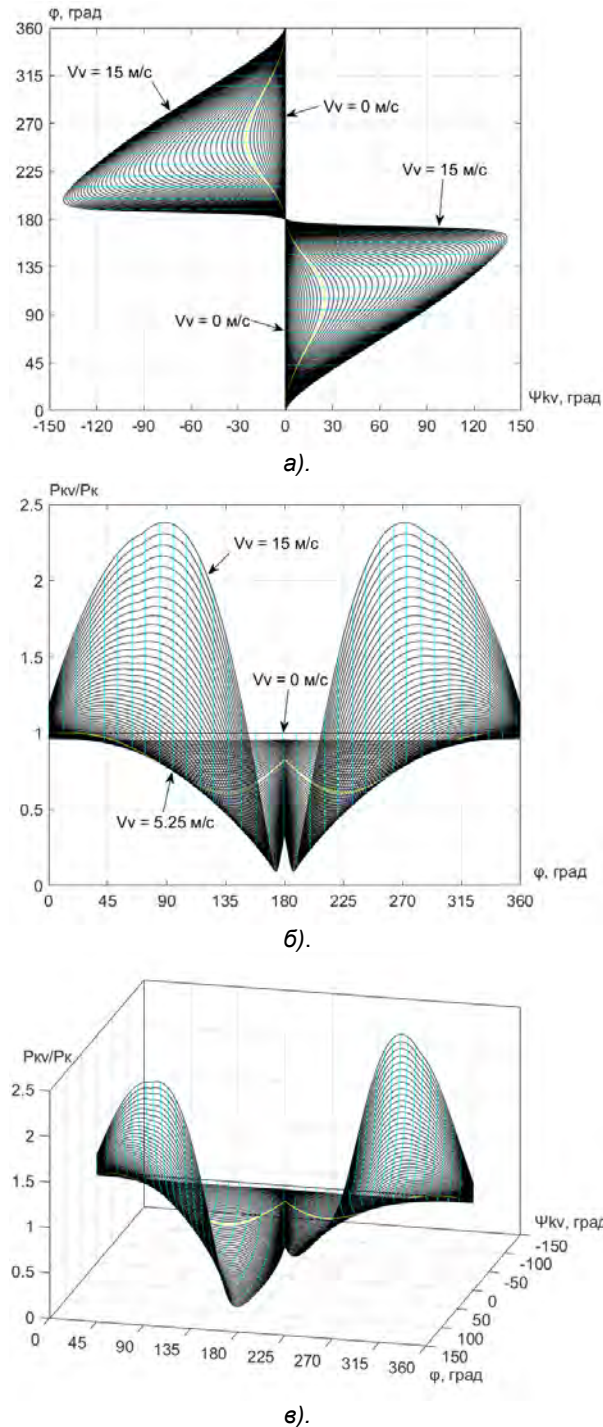 φ, град
360
Vv = 15 м/с
315
Vv = 0 м/с
270
225
Vv = 15 м/с
180
135
Vv = 0 м/с
90
45
0
Ψkv, град
-150 -120 -90 -60 -30 0 30 60 90 120 150
а).
Pкv/Pк
2.5
Vv = 15 м/с
2
1.5
Vv = 0 м/с
1
0.5
Vv = 5.25 м/с
φ, град
0
0 45 90 135 180 225 270 315 360
б).
Pкv/Pк
2.5
2
1.5
1
0.5
0
Ψkv, град
-150
-100
-50
0
50
100
150
0 45 90 135 180 225 270 315 360
φ, град
в).